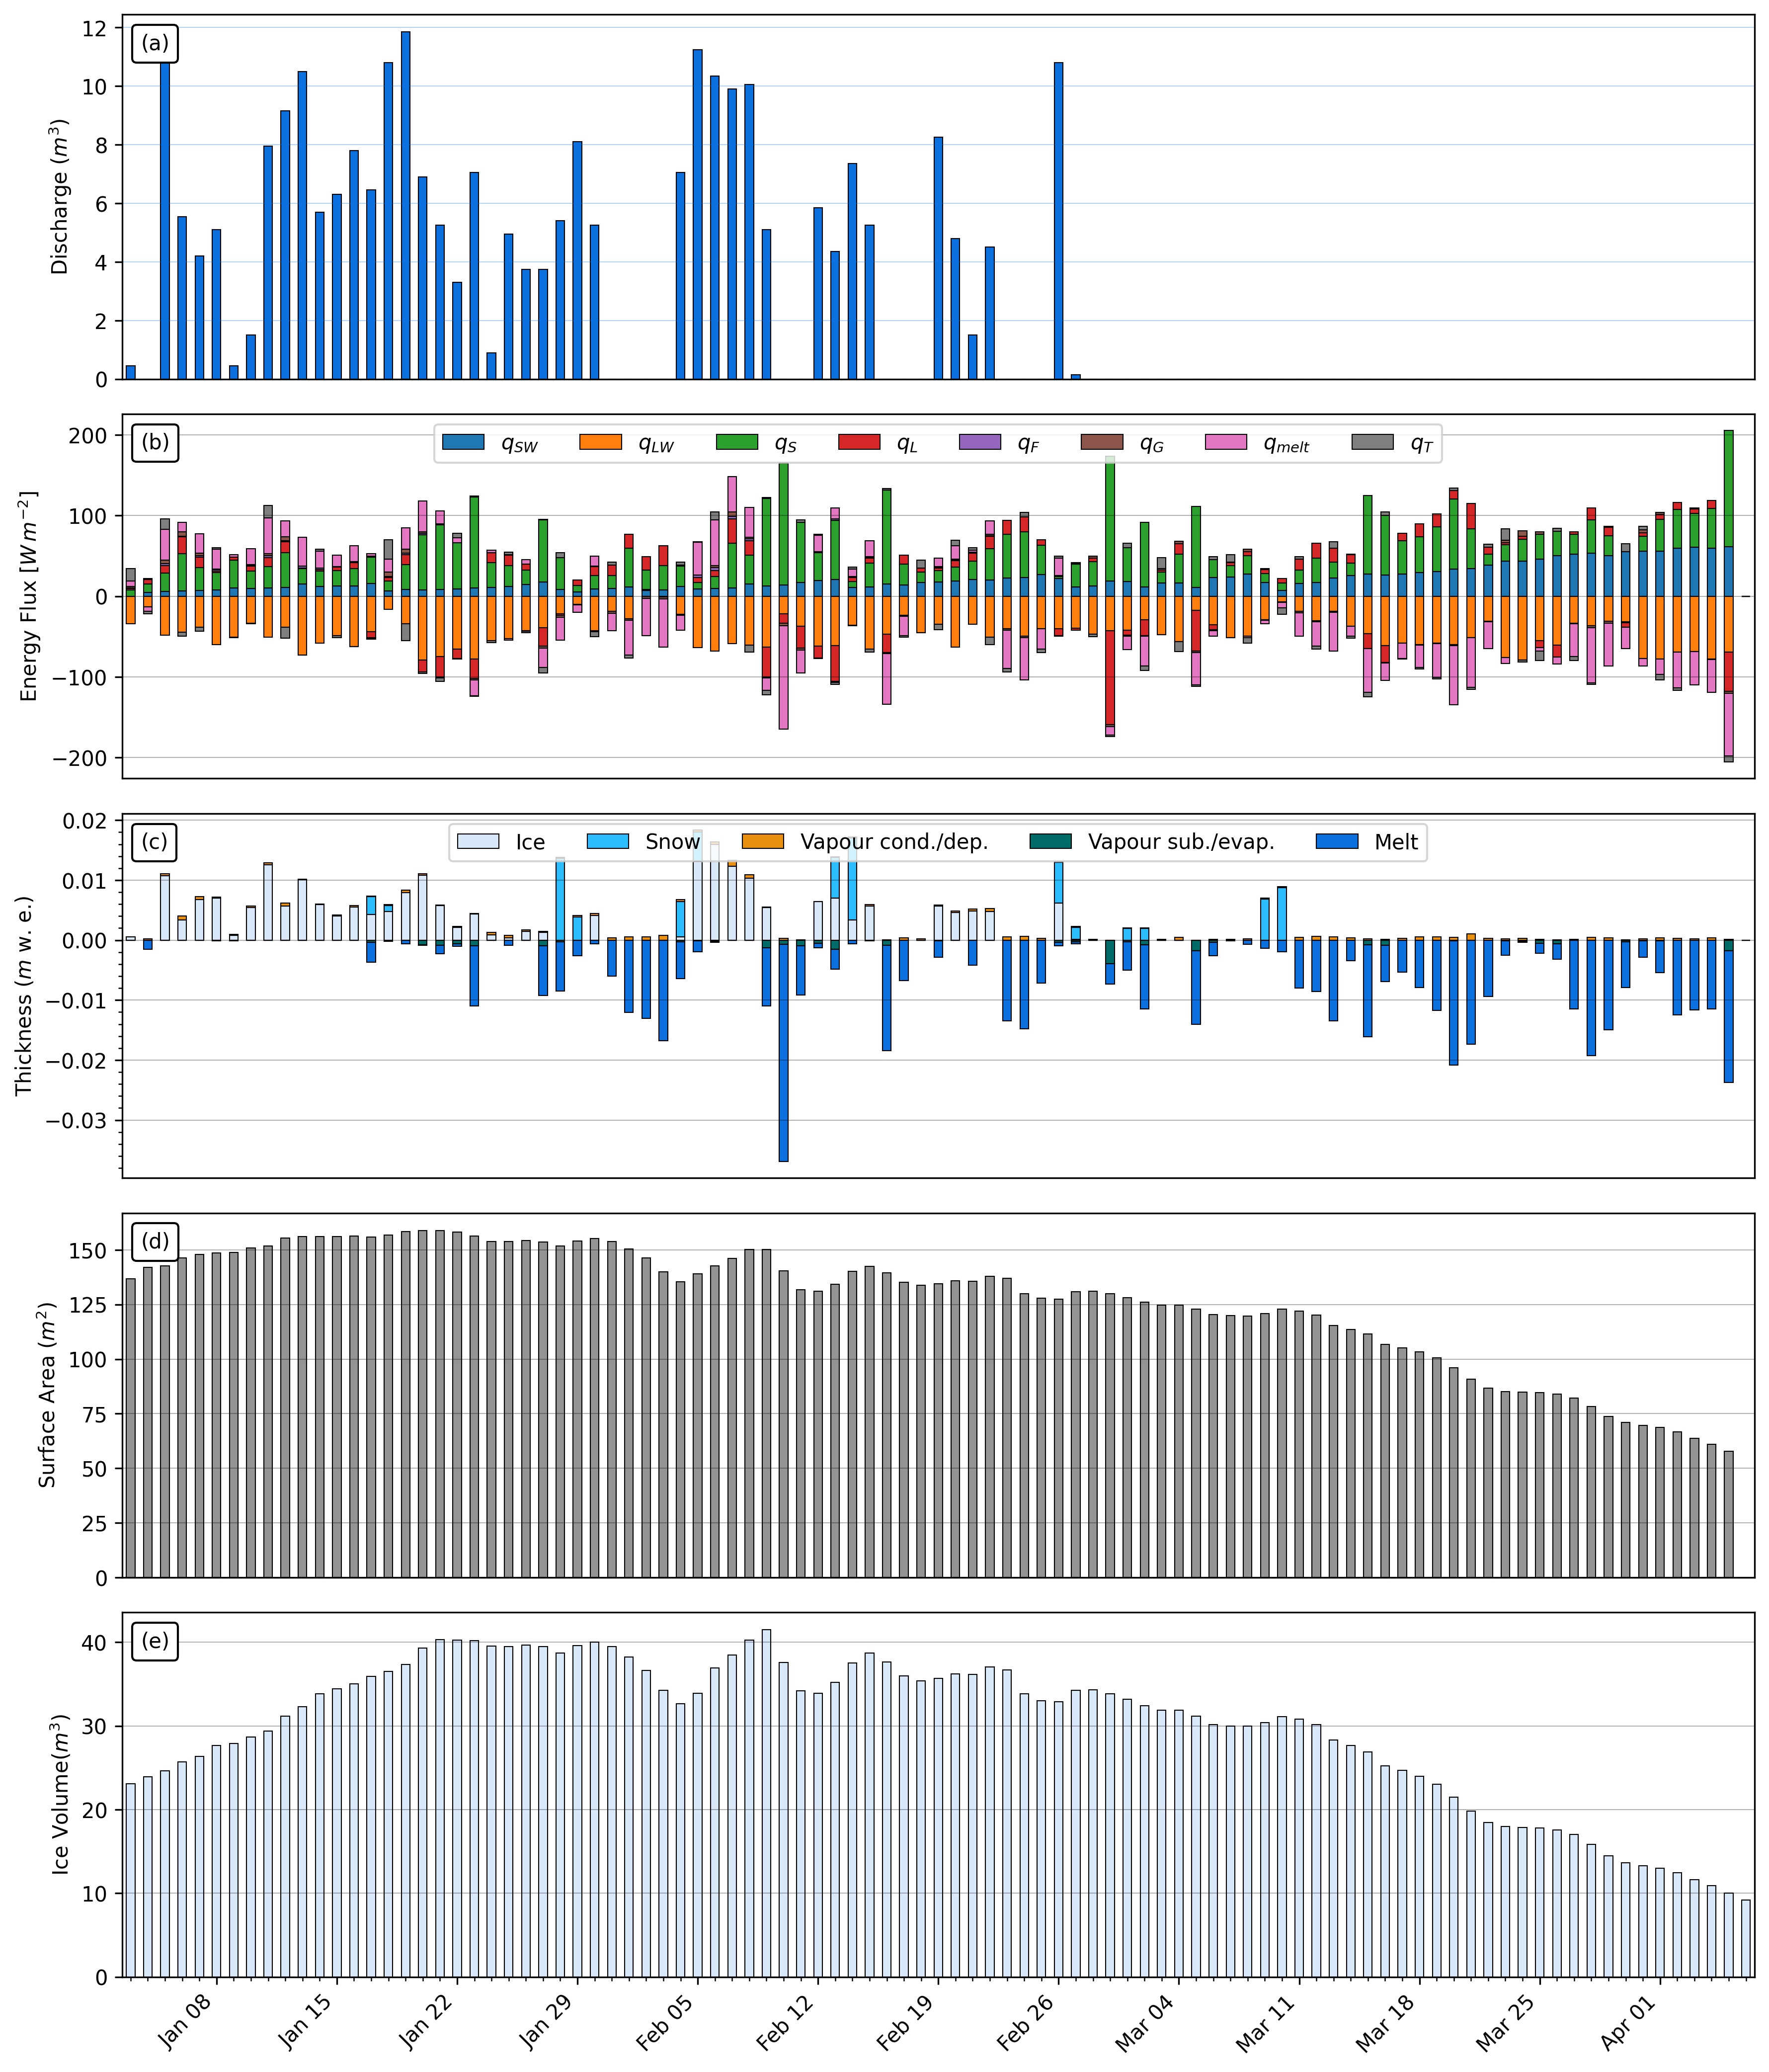 (a)
Discharge (m³)
12
10
8
6
4
2
0
(b)
q_SW q_LW q_S q_L q_F q_G q_melt q_T
Energy Flux [W m⁻²]
200
100
0
−100
−200
(c)
Ice Snow Vapour cond./dep. Vapour sub./evap. Melt
Thickness (m w. e.)
0.02
0.01
0.00
−0.01
−0.02
−0.03
(d)
Surface Area (m²)
150
125
100
75
50
25
0
(e)
Ice Volume(m³)
40
30
20
10
0
Jan 08 Jan 15 Jan 22 Jan 29 Feb 05 Feb 12 Feb 19 Feb 26 Mar 04 Mar 11 Mar 18 Mar 25 Apr 01